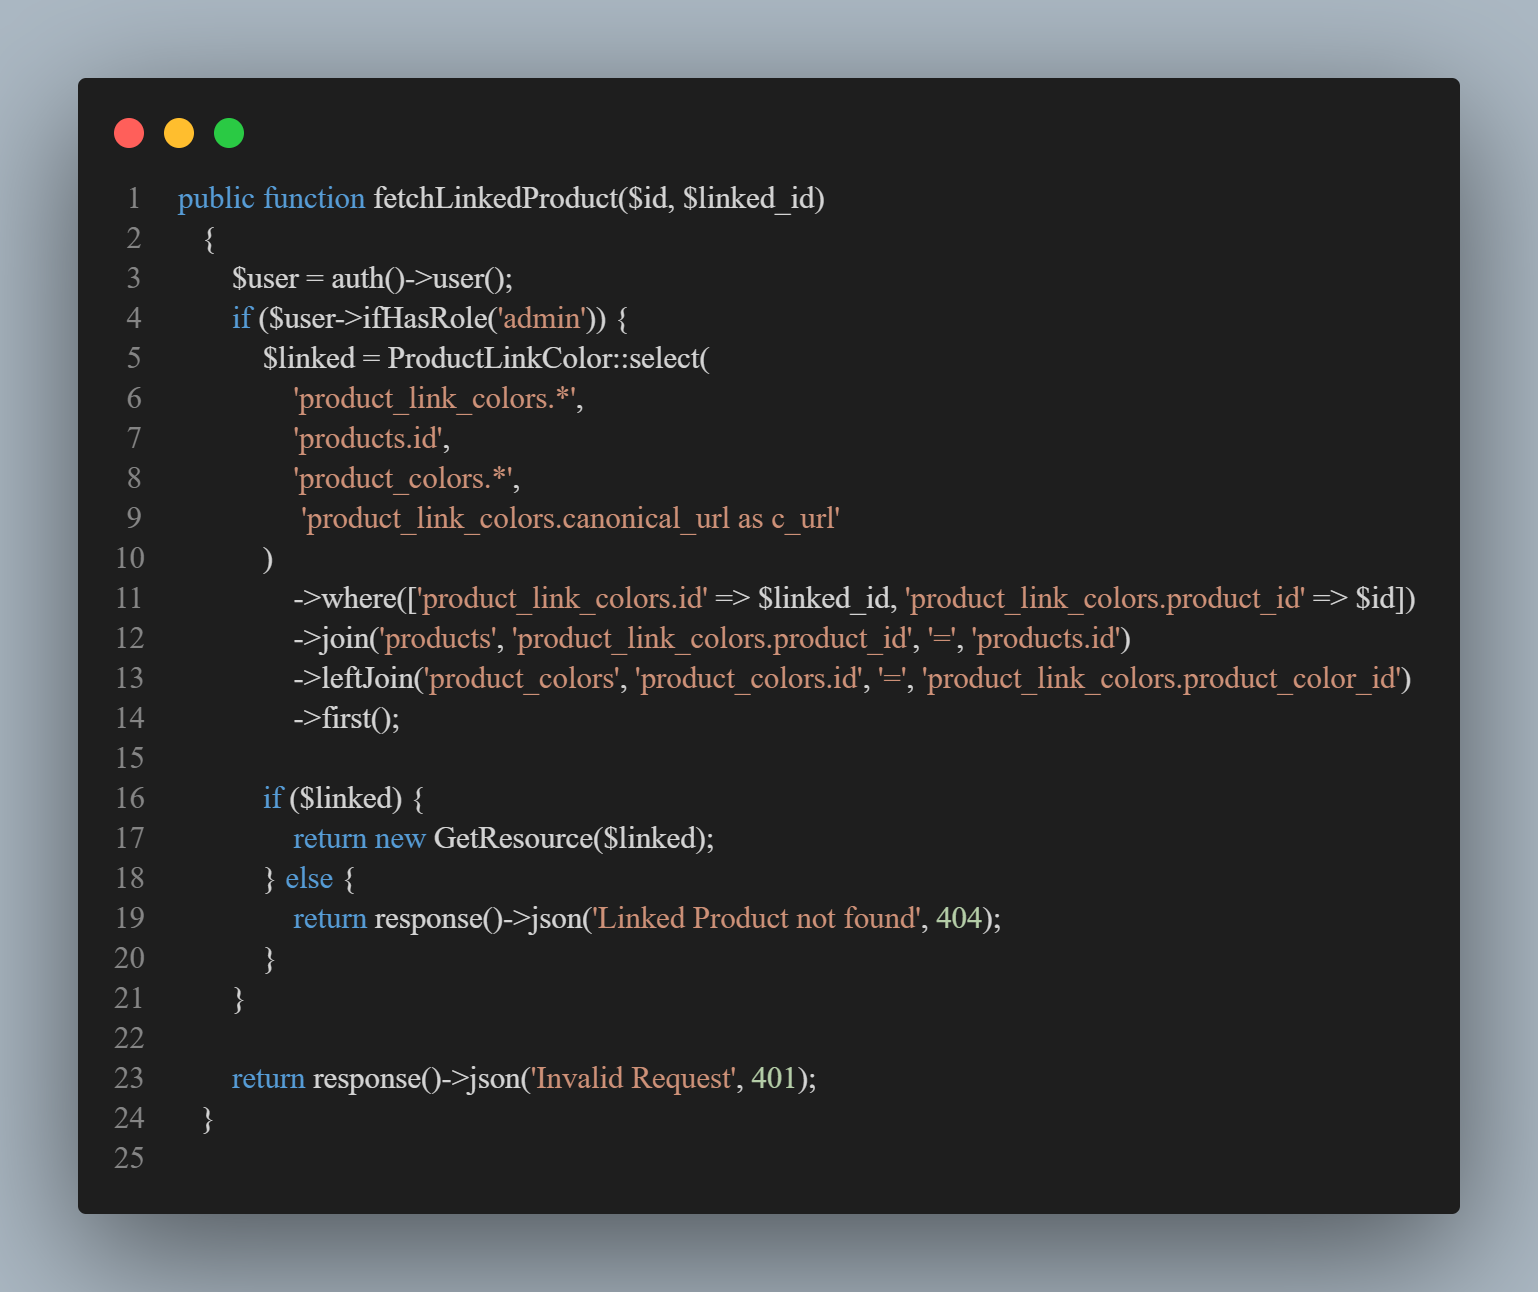 1 public function fetchLinkedProduct($id, $linked_id)
2 {
3 $user = auth()->user();
4 if ($user->ifHasRole('admin')) {
5 $linked = ProductLinkColor::select(
6 'product_link_colors.*',
7 'products.id',
8 'product_colors.*',
9 'product_link_colors.canonical_url as c_url'
10 )
11 ->where(['product_link_colors.id' => $linked_id, 'product_link_colors.product_id' => $id])
12 ->join('products', 'product_link_colors.product_id', '=', 'products.id')
13 ->leftJoin('product_colors', 'product_colors.id', '=', 'product_link_colors.product_color_id')
14 ->first();
15
16 if ($linked) {
17 return new GetResource($linked);
18 } else {
19 return response()->json('Linked Product not found', 404);
20 }
21 }
22
23 return response()->json('Invalid Request', 401);
24 }
25